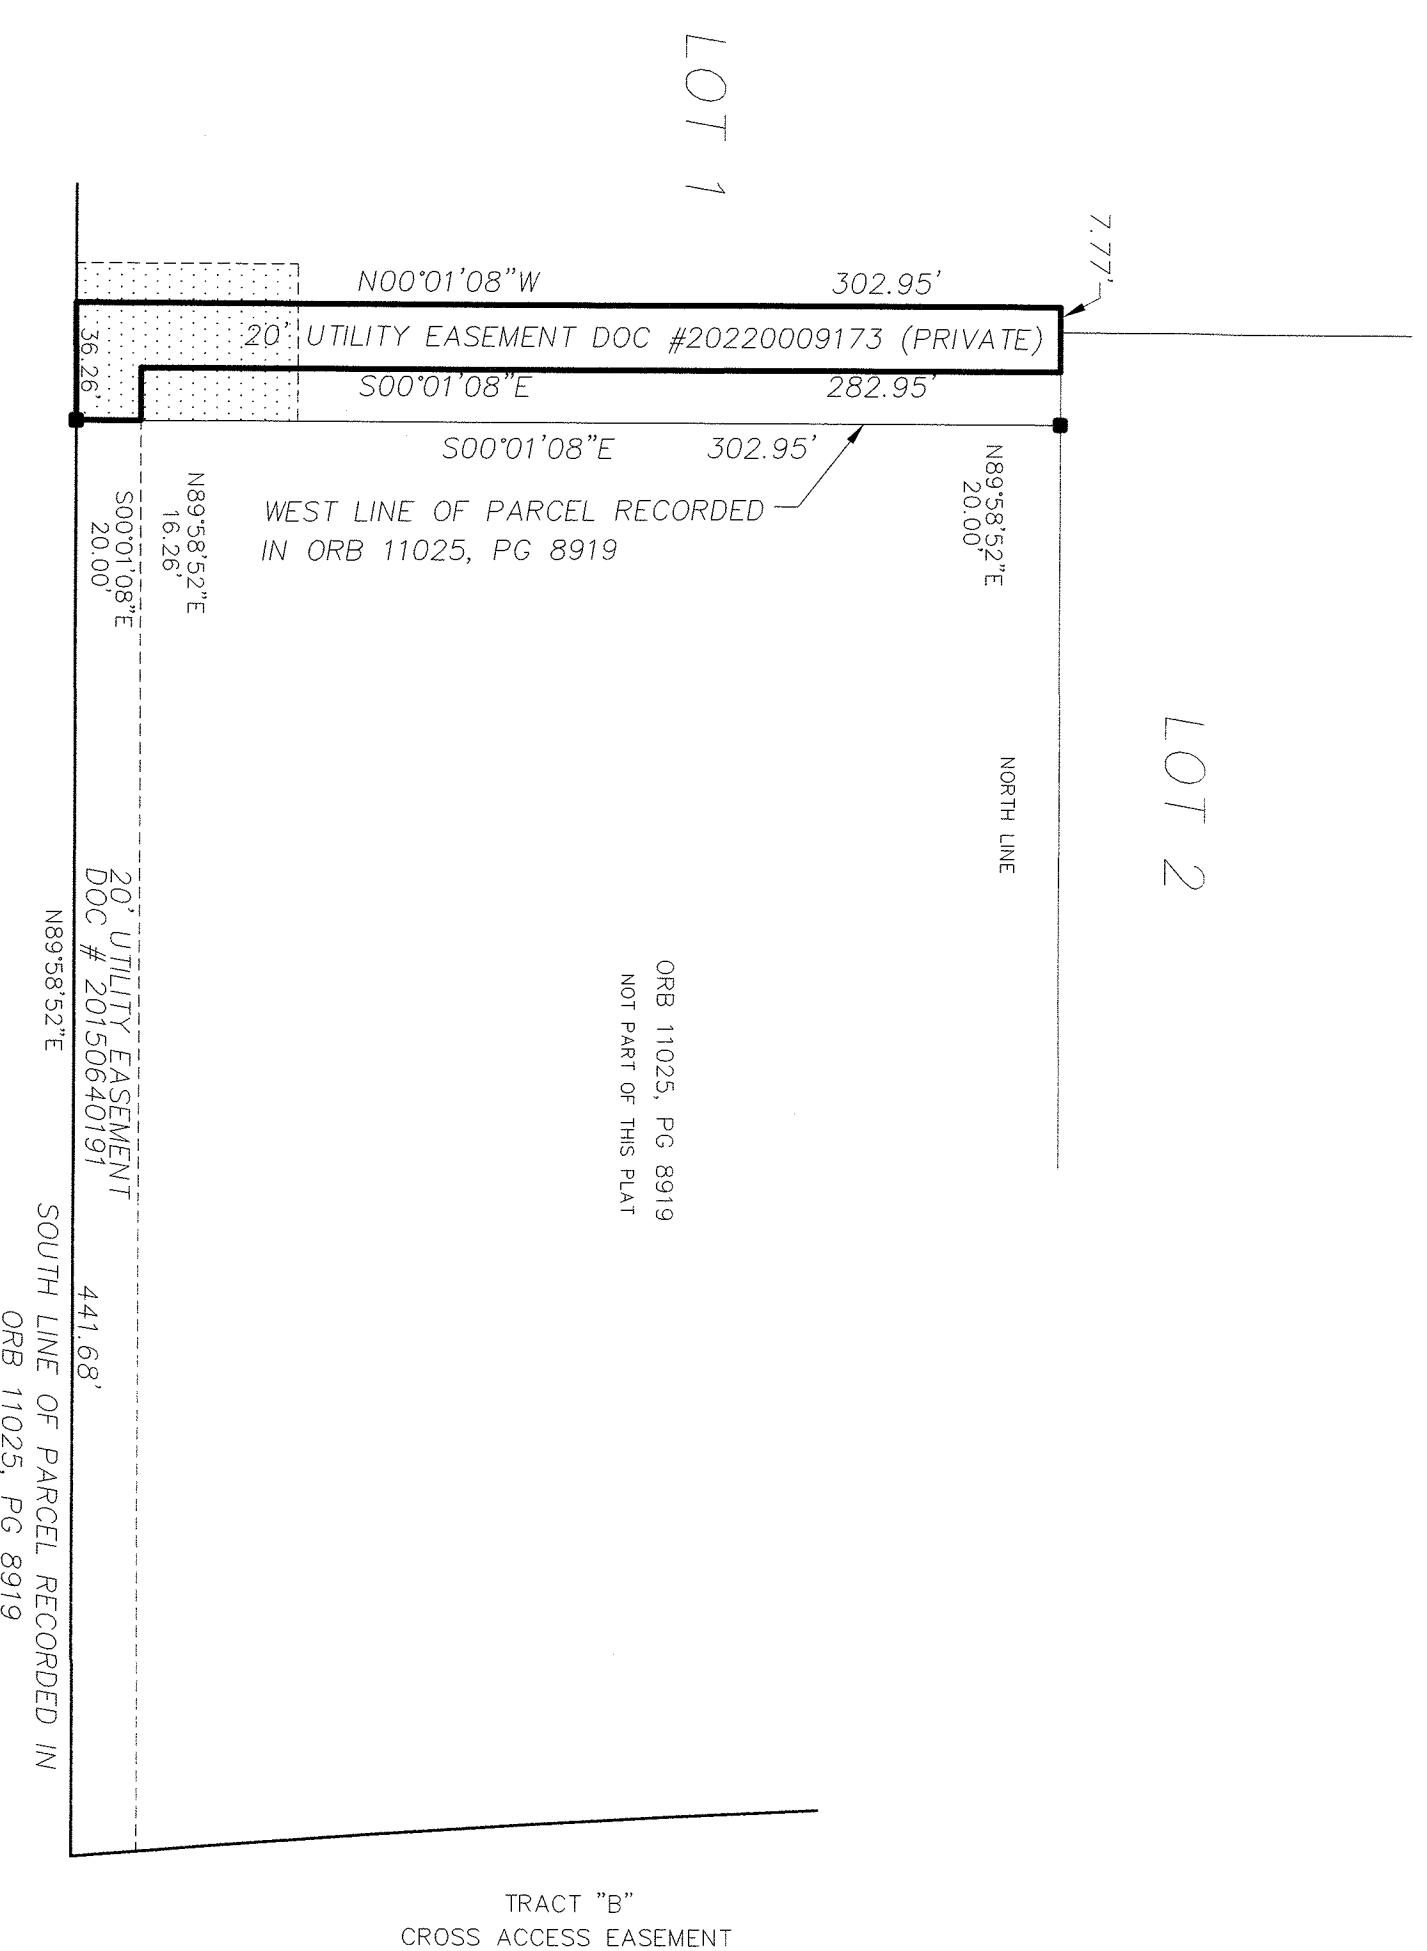 LOT 1
7.77'
N00°01'08"W 302.95'
20' UTILITY EASEMENT DOC #20220009173 (PRIVATE)
36.26'
S00°01'08"E 282.95'
S00°01'08"E 302.95'
WEST LINE OF PARCEL RECORDED
IN ORB 11025, PG 8919
N89°58'52"E
20.00'
N89°58'52"E
16.26'
S00°01'08"E
20.00'
LOT 2
NORTH LINE
ORB 11025, PG 8919
NOT PART OF THIS PLAT
20' UTILITY EASEMENT
DOC # 20150640191
N89°58'52"E
441.68'
SOUTH LINE OF PARCEL RECORDED IN
ORB 11025, PG 8919
TRACT "B"
CROSS ACCESS EASEMENT